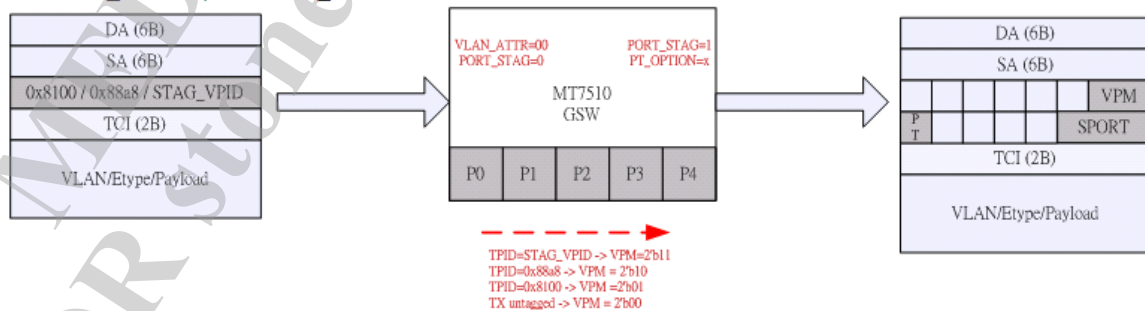 DA (6B)
SA (6B)
0x8100 / 0x88a8 / STAG_VPID
TCI (2B)
VLAN/Etype/Payload
VLAN_ATTR=00
PORT_STAG=0
PORT_STAG=1
PT_OPTION=x
MT7510
GSW
P0 P1 P2 P3 P4
TPID=STAG_VPID -> VPM=2'b11
TPID=0x88a8 -> VPM = 2'b10
TPID=0x8100 -> VPM =2'b01
TX untagged -> VPM = 2'b00
DA (6B)
SA (6B)
VPM
P
T
SPORT
TCI (2B)
VLAN/Etype/Payload